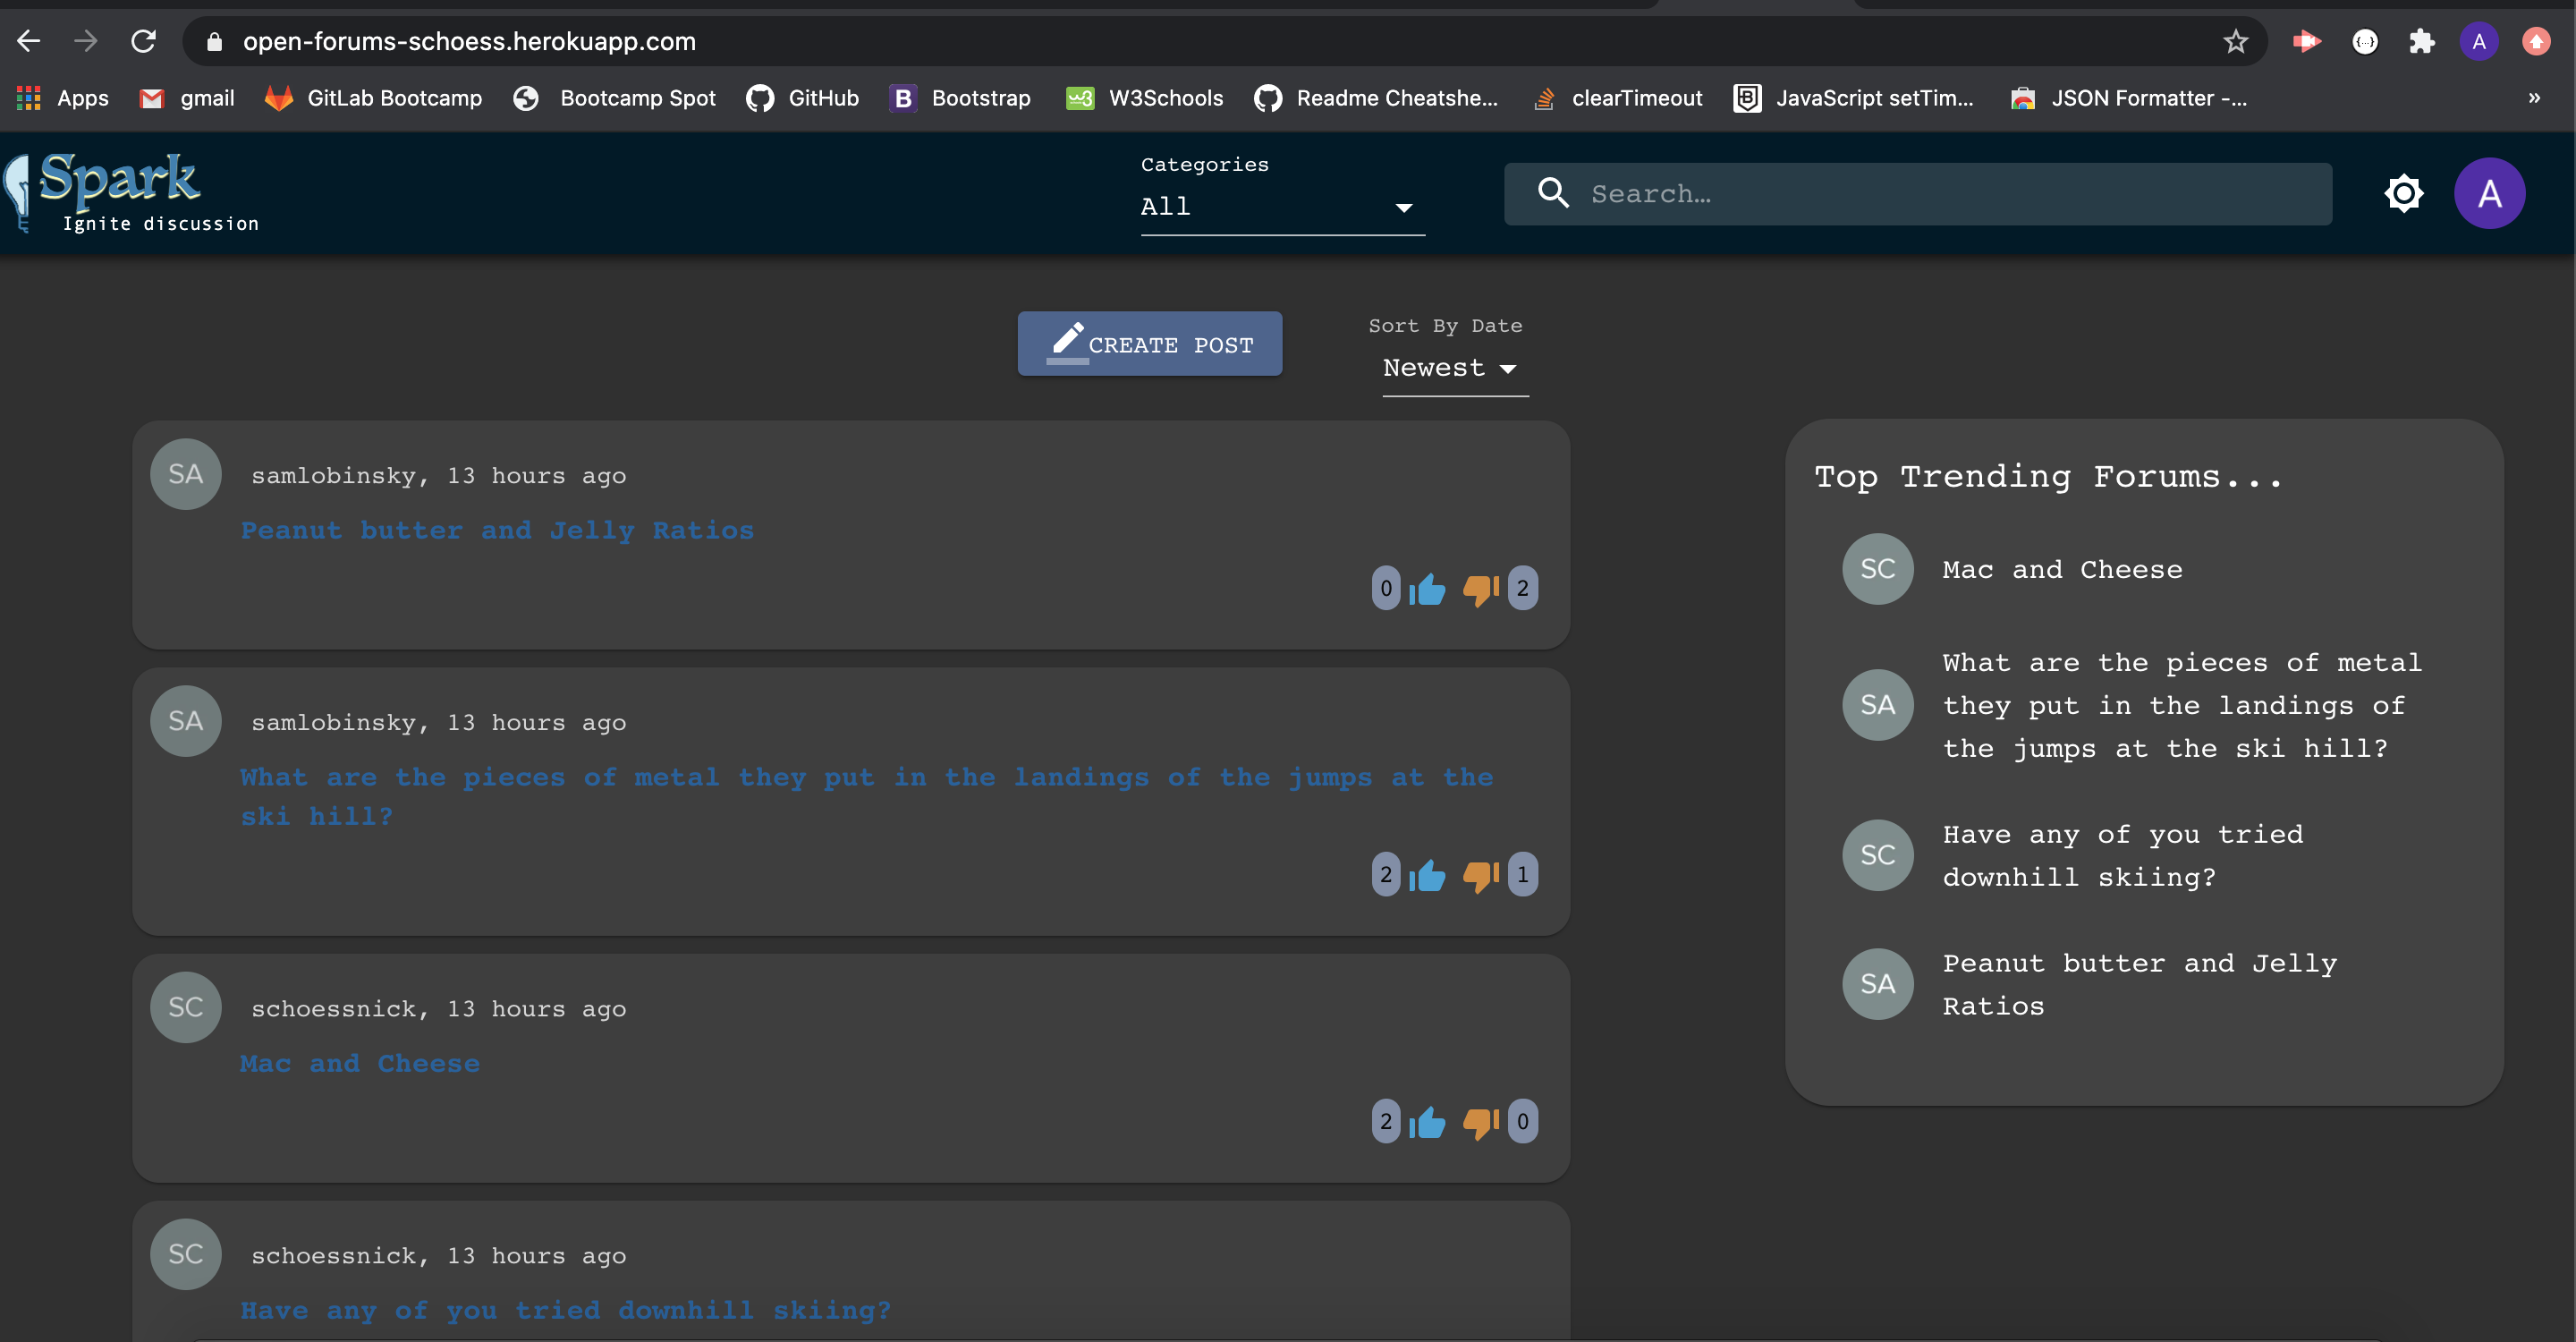 open-forums-schoess.herokuapp.com
A
Apps gmail GitLab Bootcamp Bootcamp Spot GitHub Bootstrap W3Schools Readme Cheatshe... clearTimeout JavaScript setTim... JSON Formatter -... »
Spark
Ignite discussion
Categories
All
Search…
A
CREATE POST
Sort By Date
Newest
SA samlobinsky, 13 hours ago
Peanut butter and Jelly Ratios
0 2
SA samlobinsky, 13 hours ago
What are the pieces of metal they put in the landings of the jumps at the
ski hill?
2 1
SC schoessnick, 13 hours ago
Mac and Cheese
2 0
SC schoessnick, 13 hours ago
Have any of you tried downhill skiing?
Top Trending Forums...
SC Mac and Cheese
What are the pieces of metal
SA they put in the landings of
the jumps at the ski hill?
SC Have any of you tried
downhill skiing?
SA Peanut butter and Jelly
Ratios